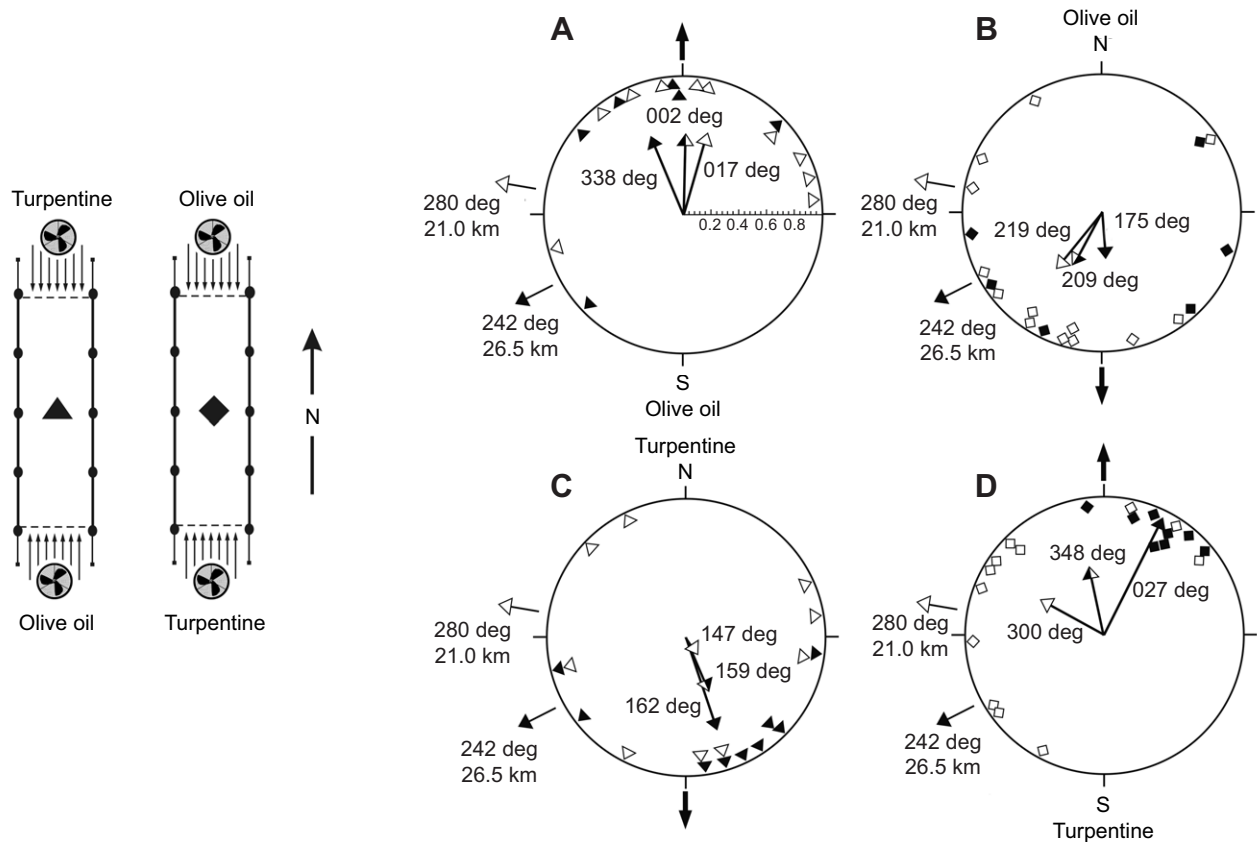 Turpentine
Olive oil
N
Olive oil
Turpentine
A
002 deg
338 deg
017 deg
0.2 0.4 0.6 0.8
280 deg
21.0 km
242 deg
26.5 km
S
Olive oil
B
Olive oil
N
280 deg
21.0 km
219 deg
175 deg
209 deg
242 deg
26.5 km
C
Turpentine
N
280 deg
21.0 km
147 deg
159 deg
162 deg
242 deg
26.5 km
D
348 deg
027 deg
300 deg
280 deg
21.0 km
242 deg
26.5 km
S
Turpentine